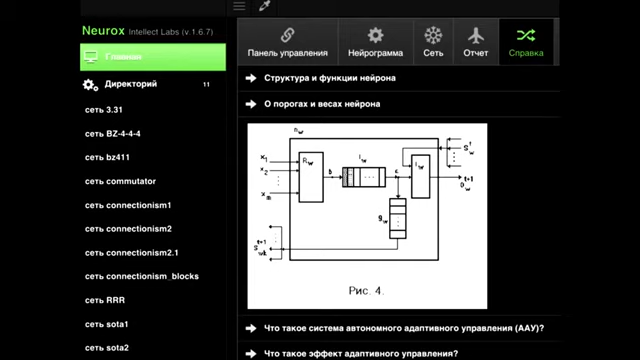 Neurox Intellect Labs (v.1.6.7)
Главная
Директорий 11
сеть 3.31
сеть BZ-4-4-4
сеть bz411
сеть commutator
сеть connectionism1
сеть connectionism2
сеть connectionism2.1
сеть connectionism_blocks
сеть RRR
сеть sota1
сеть sota2
Панель управления
Нейрограмма
Сеть
Отчет
Справка
Структура и функции нейрона
О порогах и весах нейрона
nw
x1
x2
xm
Rw
b
lw
c
gw
Рис. 4.
Что такое система автономного адаптивного управления (ААУ)?
Что такое эффект адаптивного управления?